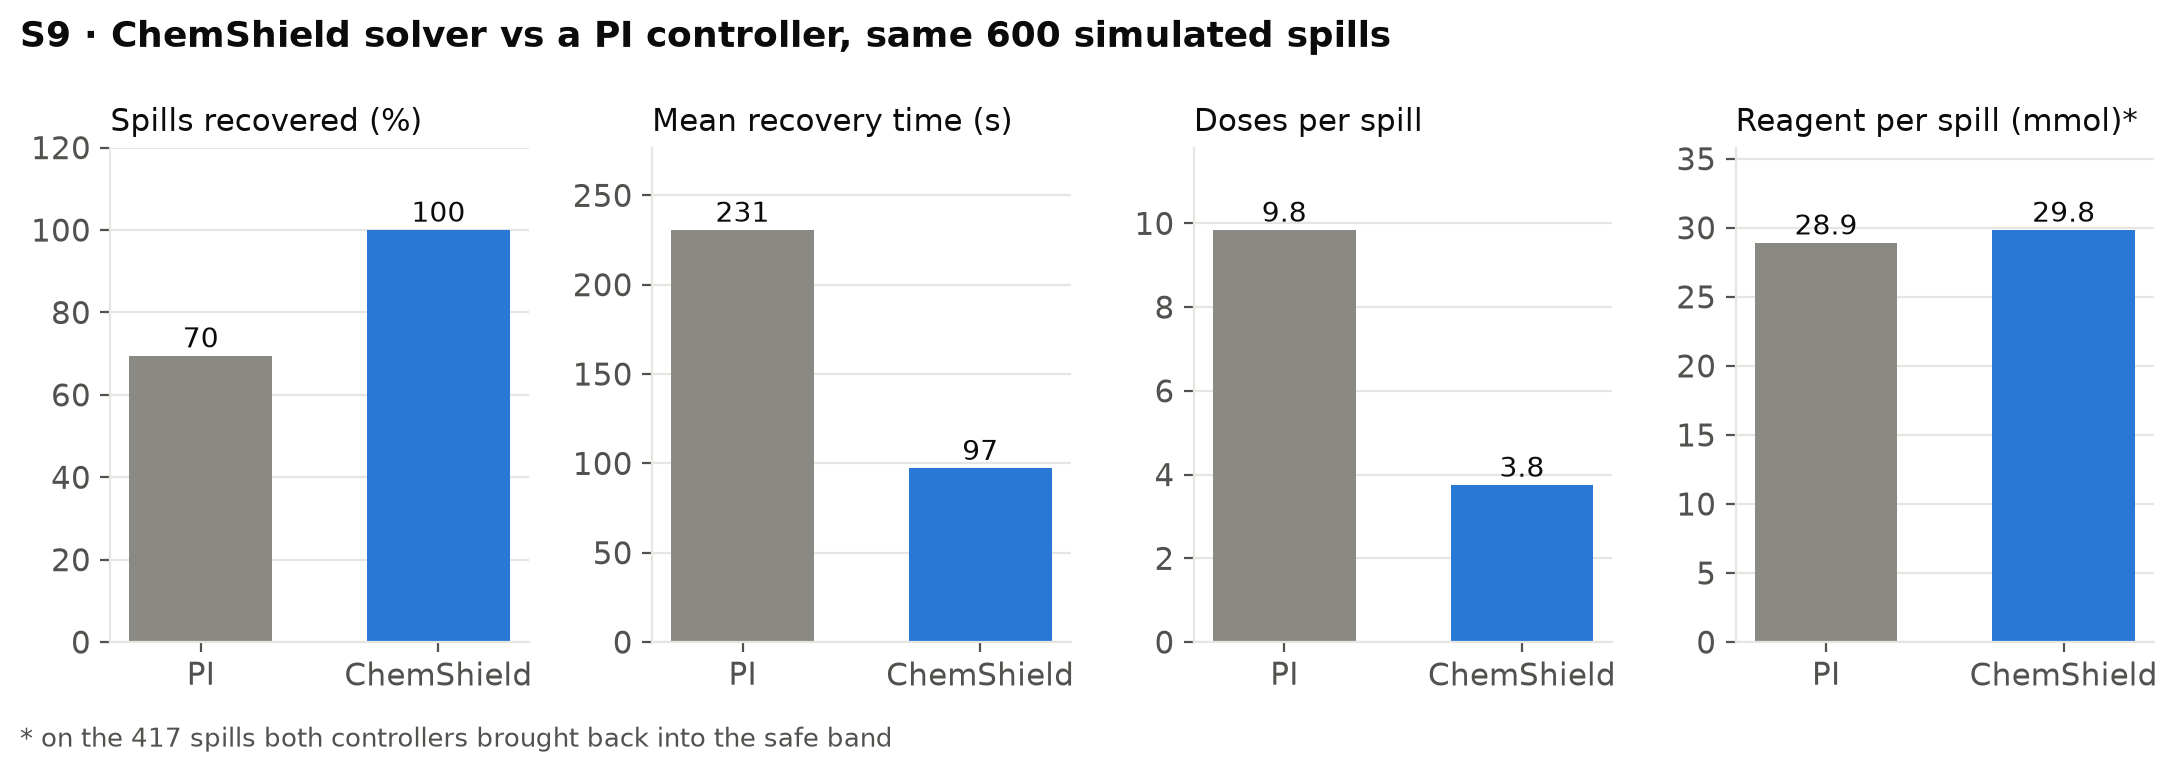 S9 · ChemShield solver vs a PI controller, same 600 simulated spills
Spills recovered (%)
120
100
80
60
40
20
0
70
100
PI
ChemShield
Mean recovery time (s)
250
200
150
100
50
0
231
97
PI
ChemShield
Doses per spill
10
8
6
4
2
0
9.8
3.8
PI
ChemShield
Reagent per spill (mmol)*
35
30
25
20
15
10
5
0
28.9
29.8
PI
ChemShield
* on the 417 spills both controllers brought back into the safe band